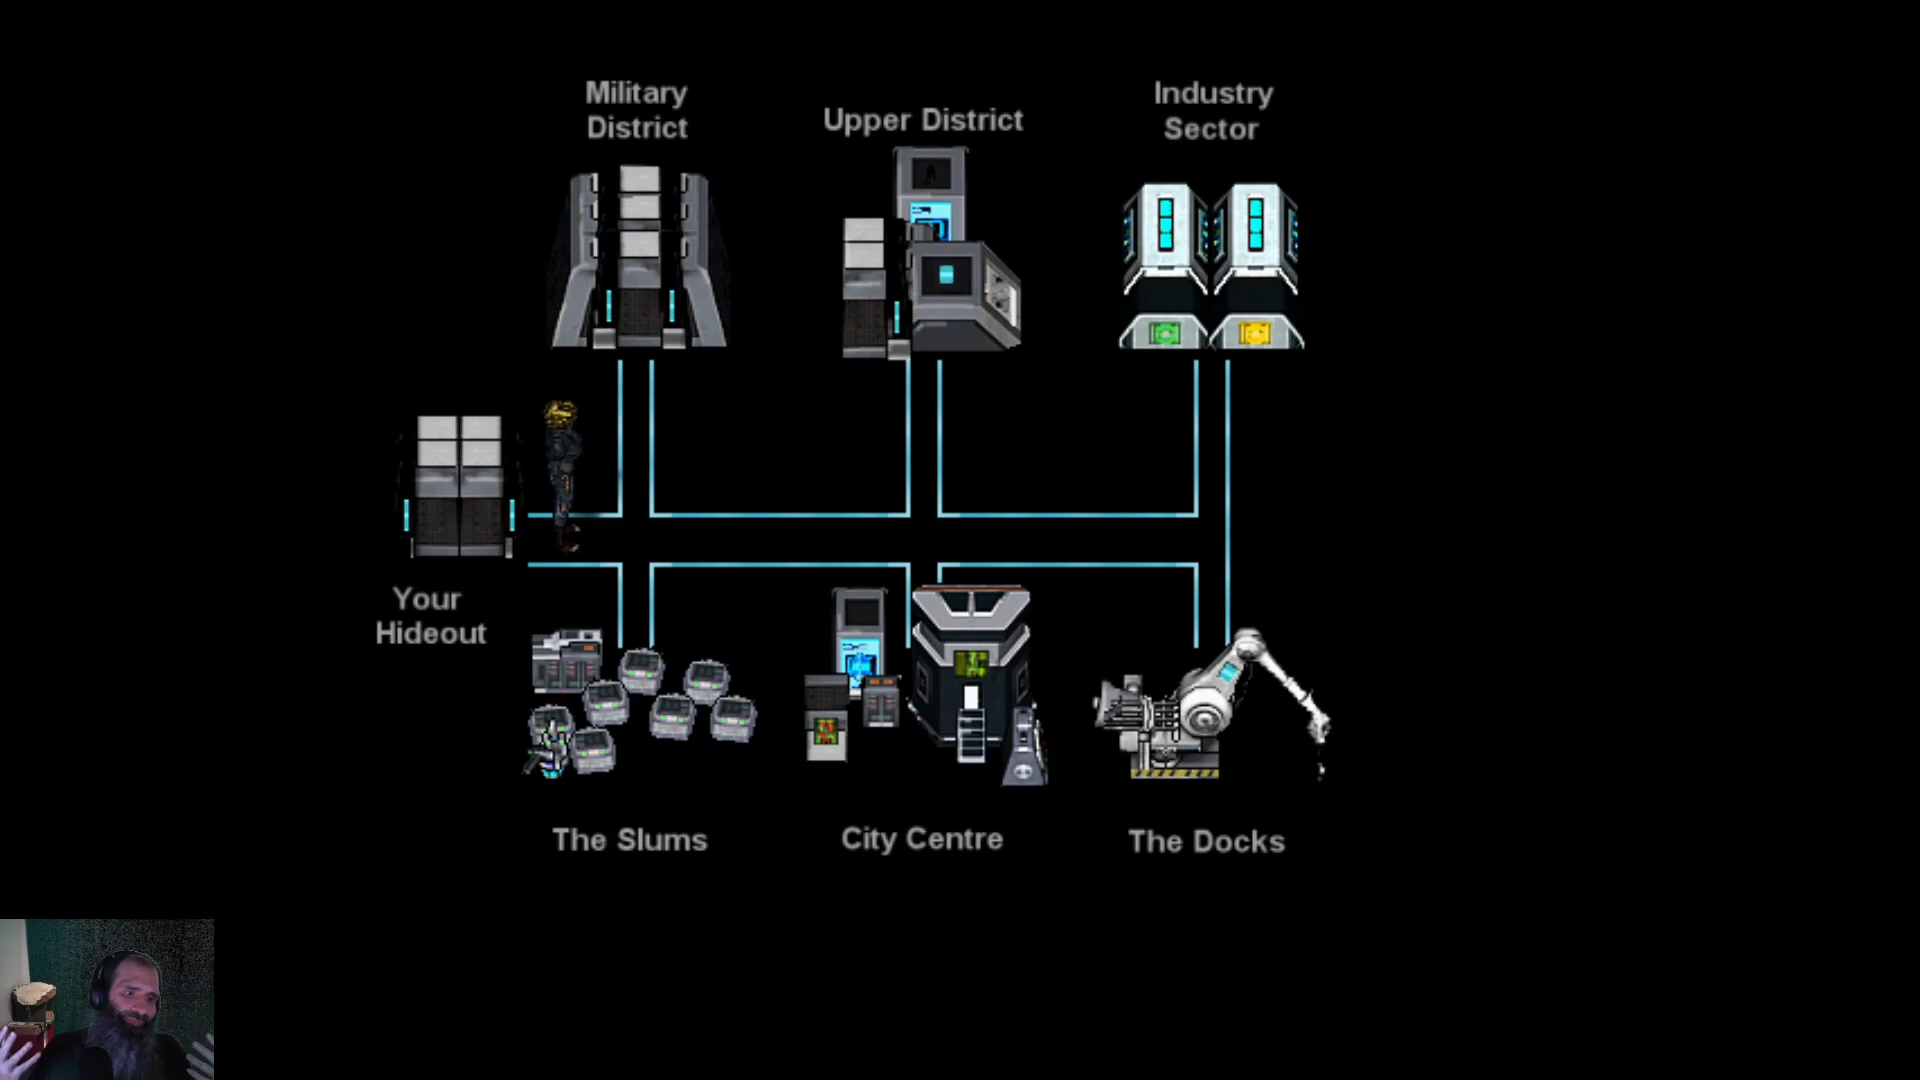 Military
District
Upper District
Industry
Sector
Your
Hideout
The Slums
City Centre
The Docks